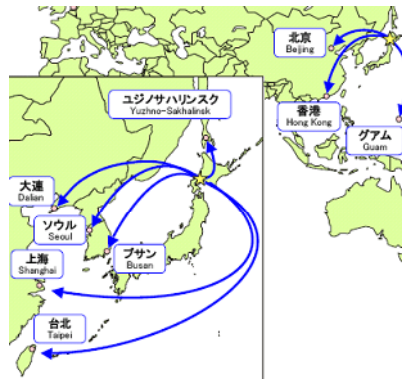 北京
Beijing
香港
Hong Kong
グアム
Guam
ユジノサハリンスク
Yuzhno-Sakhalinsk
大連
Dalian
ソウル
Seoul
上海
Shanghai
ブサン
Busan
台北
Taipei